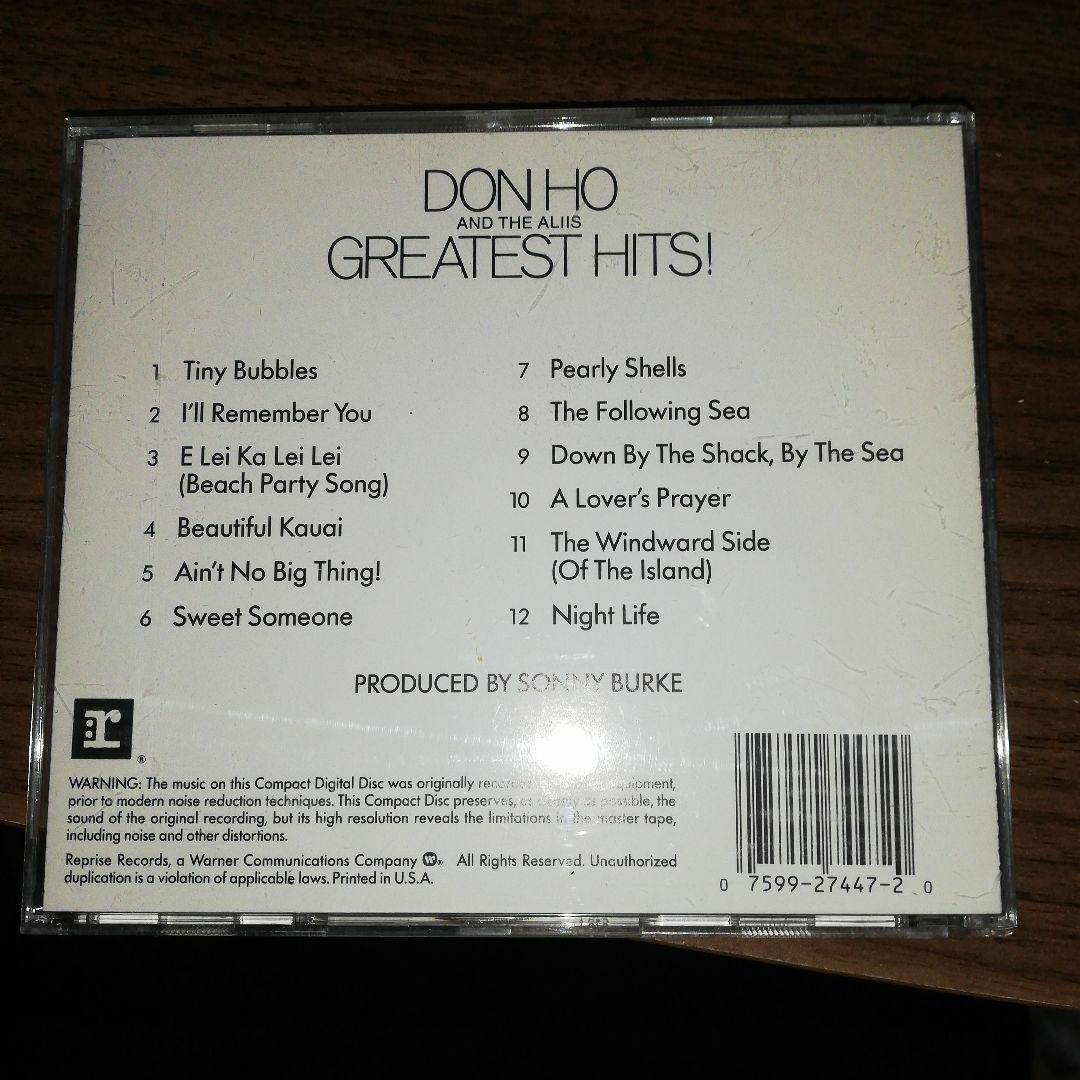 DON HO
AND THE ALIIS
GREATEST HITS!
1 Tiny Bubbles
2 I'll Remember You
3 E Lei Ka Lei Lei
(Beach Party Song)
4 Beautiful Kauai
5 Ain't No Big Thing!
6 Sweet Someone
7 Pearly Shells
8 The Following Sea
9 Down By The Shack, By The Sea
10 A Lover's Prayer
11 The Windward Side
(Of The Island)
12 Night Life
PRODUCED BY SONNY BURKE
r
®
WARNING: The music on this Compact Digital Disc was originally equipment,
prior to modern noise reduction techniques. This Compact Disc preserves, as closely as possible, the
sound of the original recording, but its high resolution reveals the limitations in the master tape,
including noise and other distortions.
Reprise Records, a Warner Communications Company W® All Rights Reserved. Unauthorized
duplication is a violation of applicable laws. Printed in U.S.A.
0 7599-27447-2 0